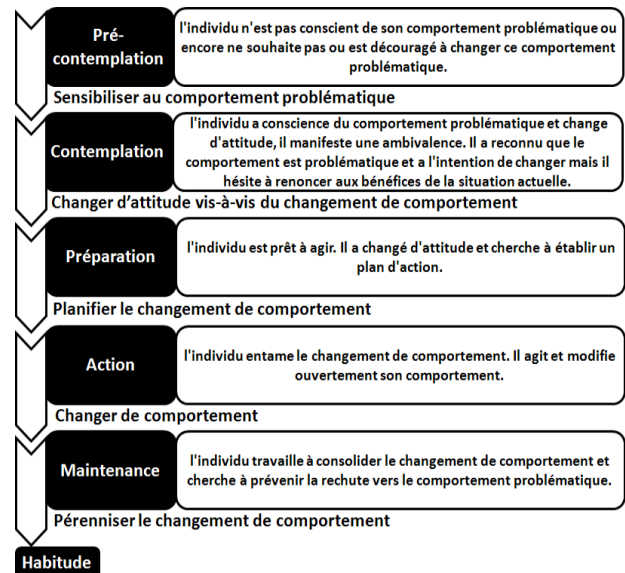 Pré-
contemplation
l'individu n'est pas conscient de son comportement problématique ou
encore ne souhaite pas ou est découragé à changer ce comportement
problématique.
Sensibiliser au comportement problématique
Contemplation
l'individu a conscience du comportement problématique et change
d'attitude, il manifeste une ambivalence. Il a reconnu que le
comportement est problématique et a l'intention de changer mais il
hésite à renoncer aux bénéfices de la situation actuelle.
Changer d'attitude vis-à-vis du changement de comportement
Préparation
l'individu est prêt à agir. Il a changé d'attitude et cherche à établir un
plan d'action.
Planifier le changement de comportement
Action
l'individu entame le changement de comportement. Il agit et modifie
ouvertement son comportement.
Changer de comportement
Maintenance
l'individu travaille à consolider le changement de comportement et
cherche à prévenir la rechute vers le comportement problématique.
Pérenniser le changement de comportement
Habitude